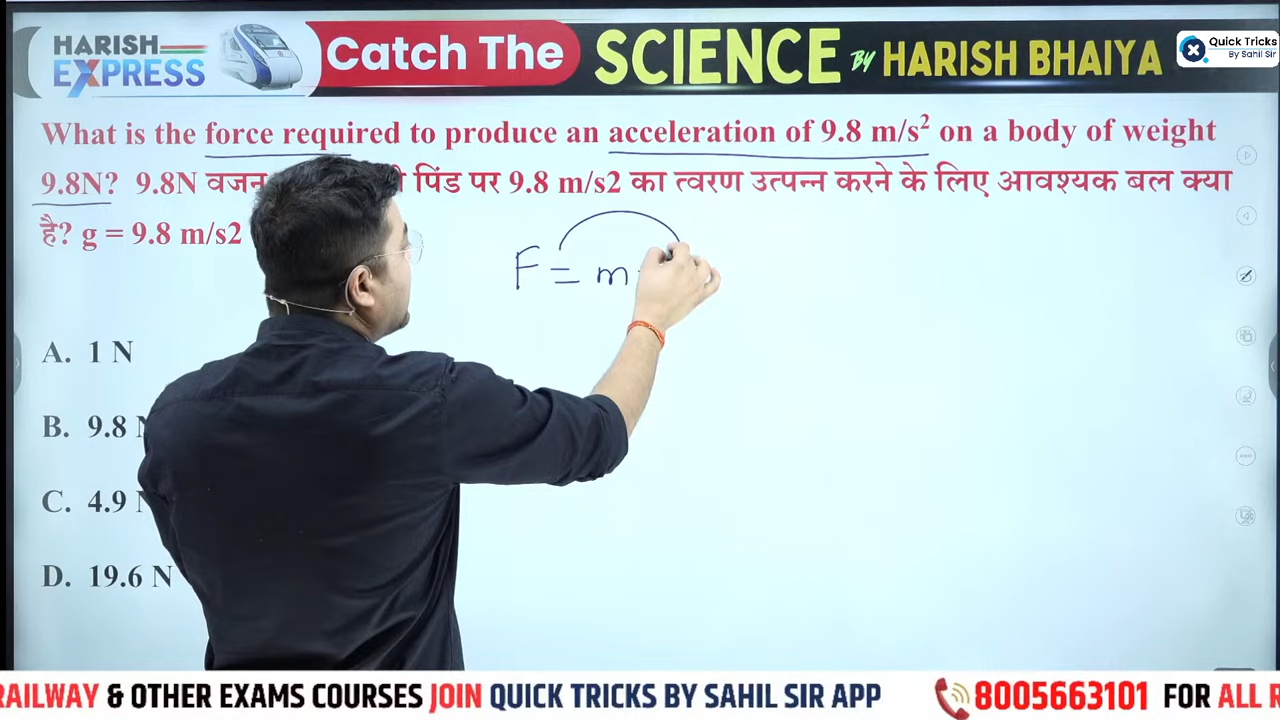 HARISH
EXPRESS
Catch The
SCIENCE BY HARISH BHAIYA
Quick Tricks
By Sahil Sir
What is the force required to produce an acceleration of 9.8 m/s² on a body of weight
9.8N? 9.8N वजन पिंड पर 9.8 m/s2 का त्वरण उत्पन्न करने के लिए आवश्यक बल क्या
है? g = 9.8 m/s2
F = m
A. 1 N
B. 9.8 N
C. 4.9 N
D. 19.6 N
RAILWAY & OTHER EXAMS COURSES JOIN QUICK TRICKS BY SAHIL SIR APP
8005663101 FOR ALL R